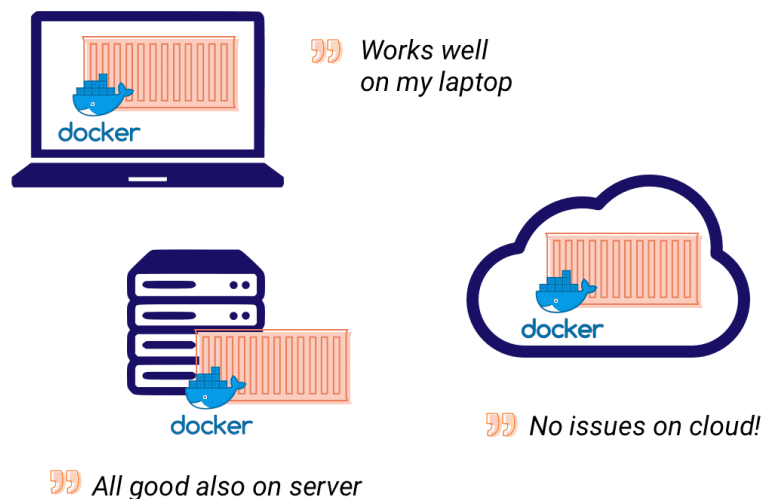 Works well
on my laptop
docker
docker
docker
No issues on cloud!
All good also on server